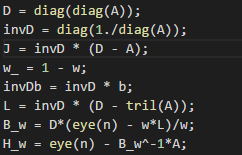 D = diag(diag(A));
invD = diag(1./diag(A));
J = invD * (D - A);
w_ = 1 - w;
invDb = invD * b;
L = invD * (D - tril(A));
B_w = D*(eye(n) - w*L)/w;
H_w = eye(n) - B_w^-1*A;